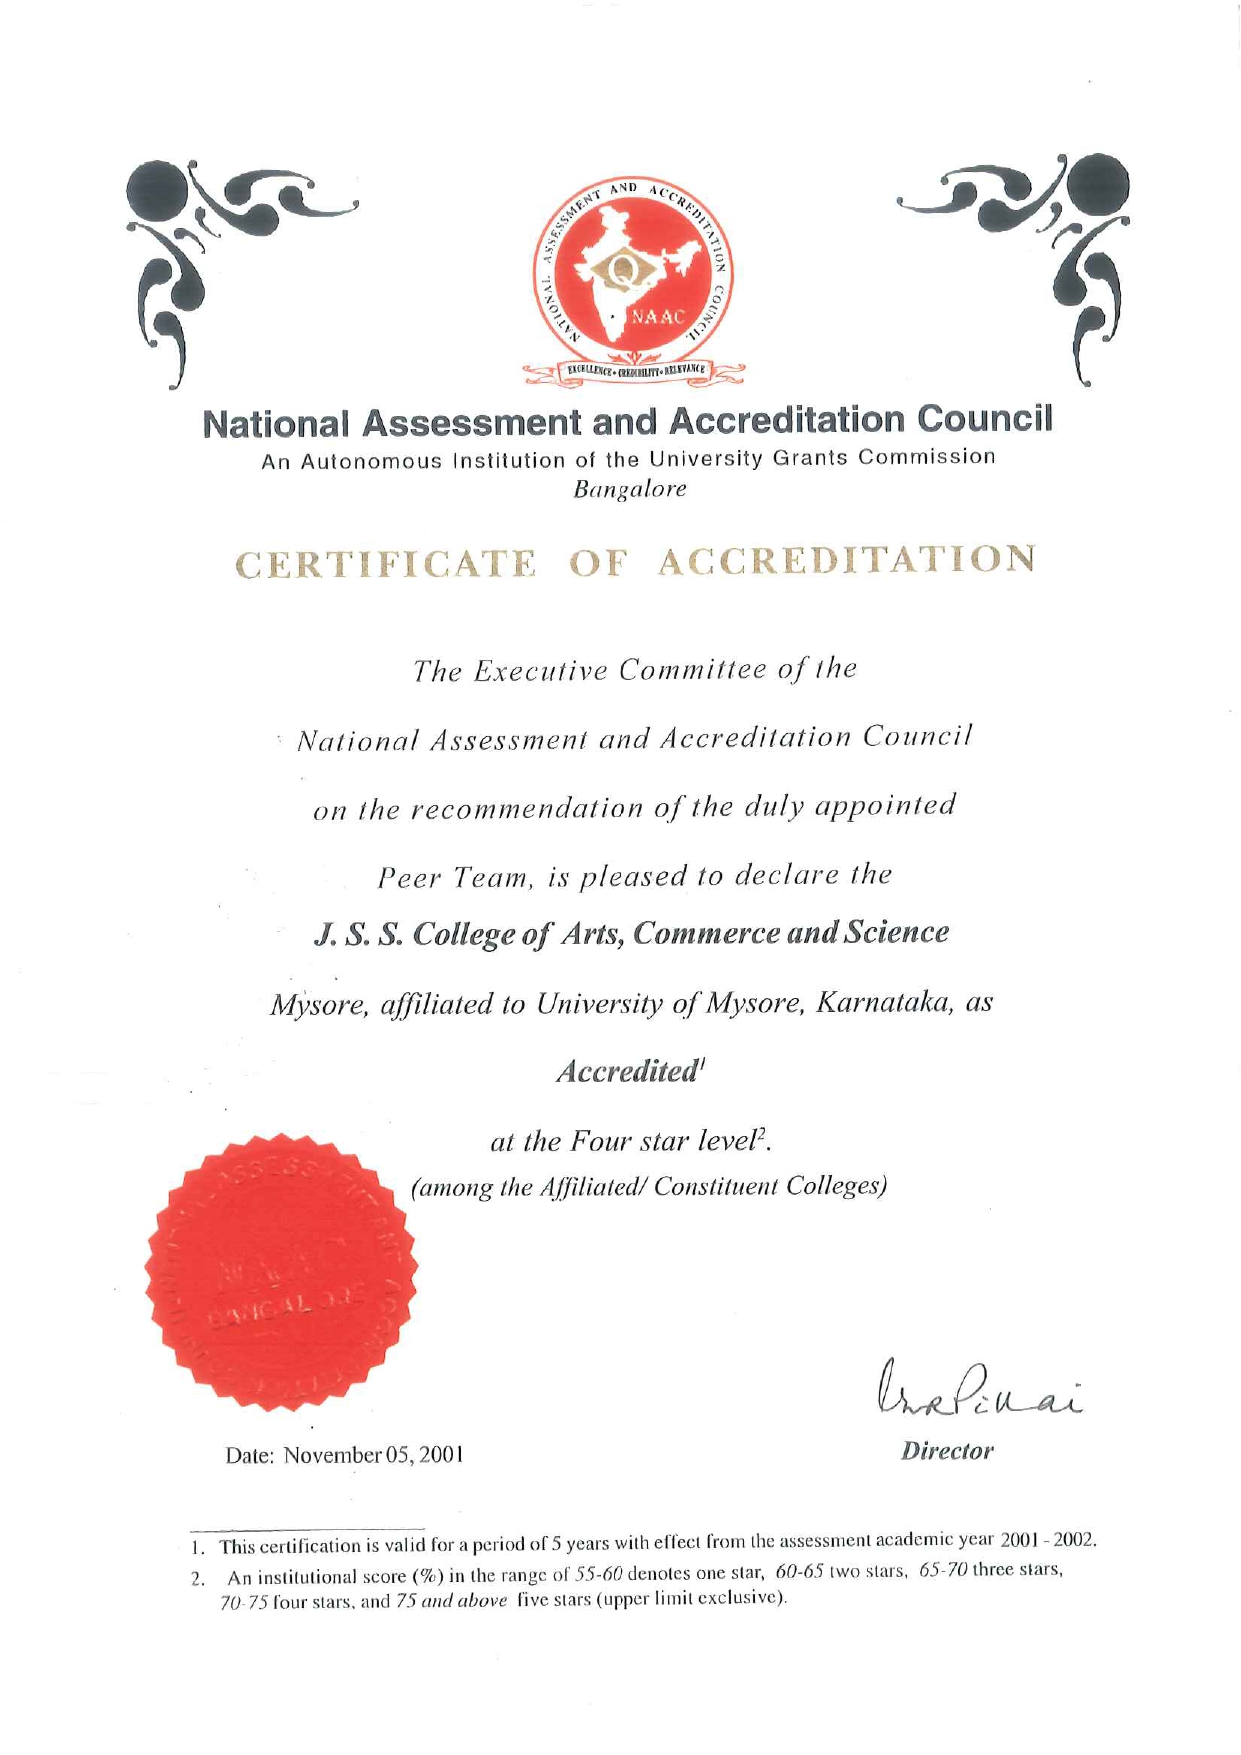 NATIONAL ASSESSMENT AND ACCREDITATION COUNCIL
Q
NAAC
EXCELLENCE • CREDIBILITY • RELEVANCE
National Assessment and Accreditation Council
An Autonomous Institution of the University Grants Commission
Bangalore
CERTIFICATE OF ACCREDITATION
The Executive Committee of the
National Assessment and Accreditation Council
on the recommendation of the duly appointed
Peer Team, is pleased to declare the
J. S. S. College of Arts, Commerce and Science
Mysore, affiliated to University of Mysore, Karnataka, as
Accredited¹
at the Four star level².
(among the Affiliated/ Constituent Colleges)
NAAC
BANGALORE
Date: November 05, 2001
Director
1. This certification is valid for a period of 5 years with effect from the assessment academic year 2001 - 2002.
2. An institutional score (%) in the range of 55-60 denotes one star, 60-65 two stars, 65-70 three stars,
70-75 four stars, and 75 and above five stars (upper limit exclusive).